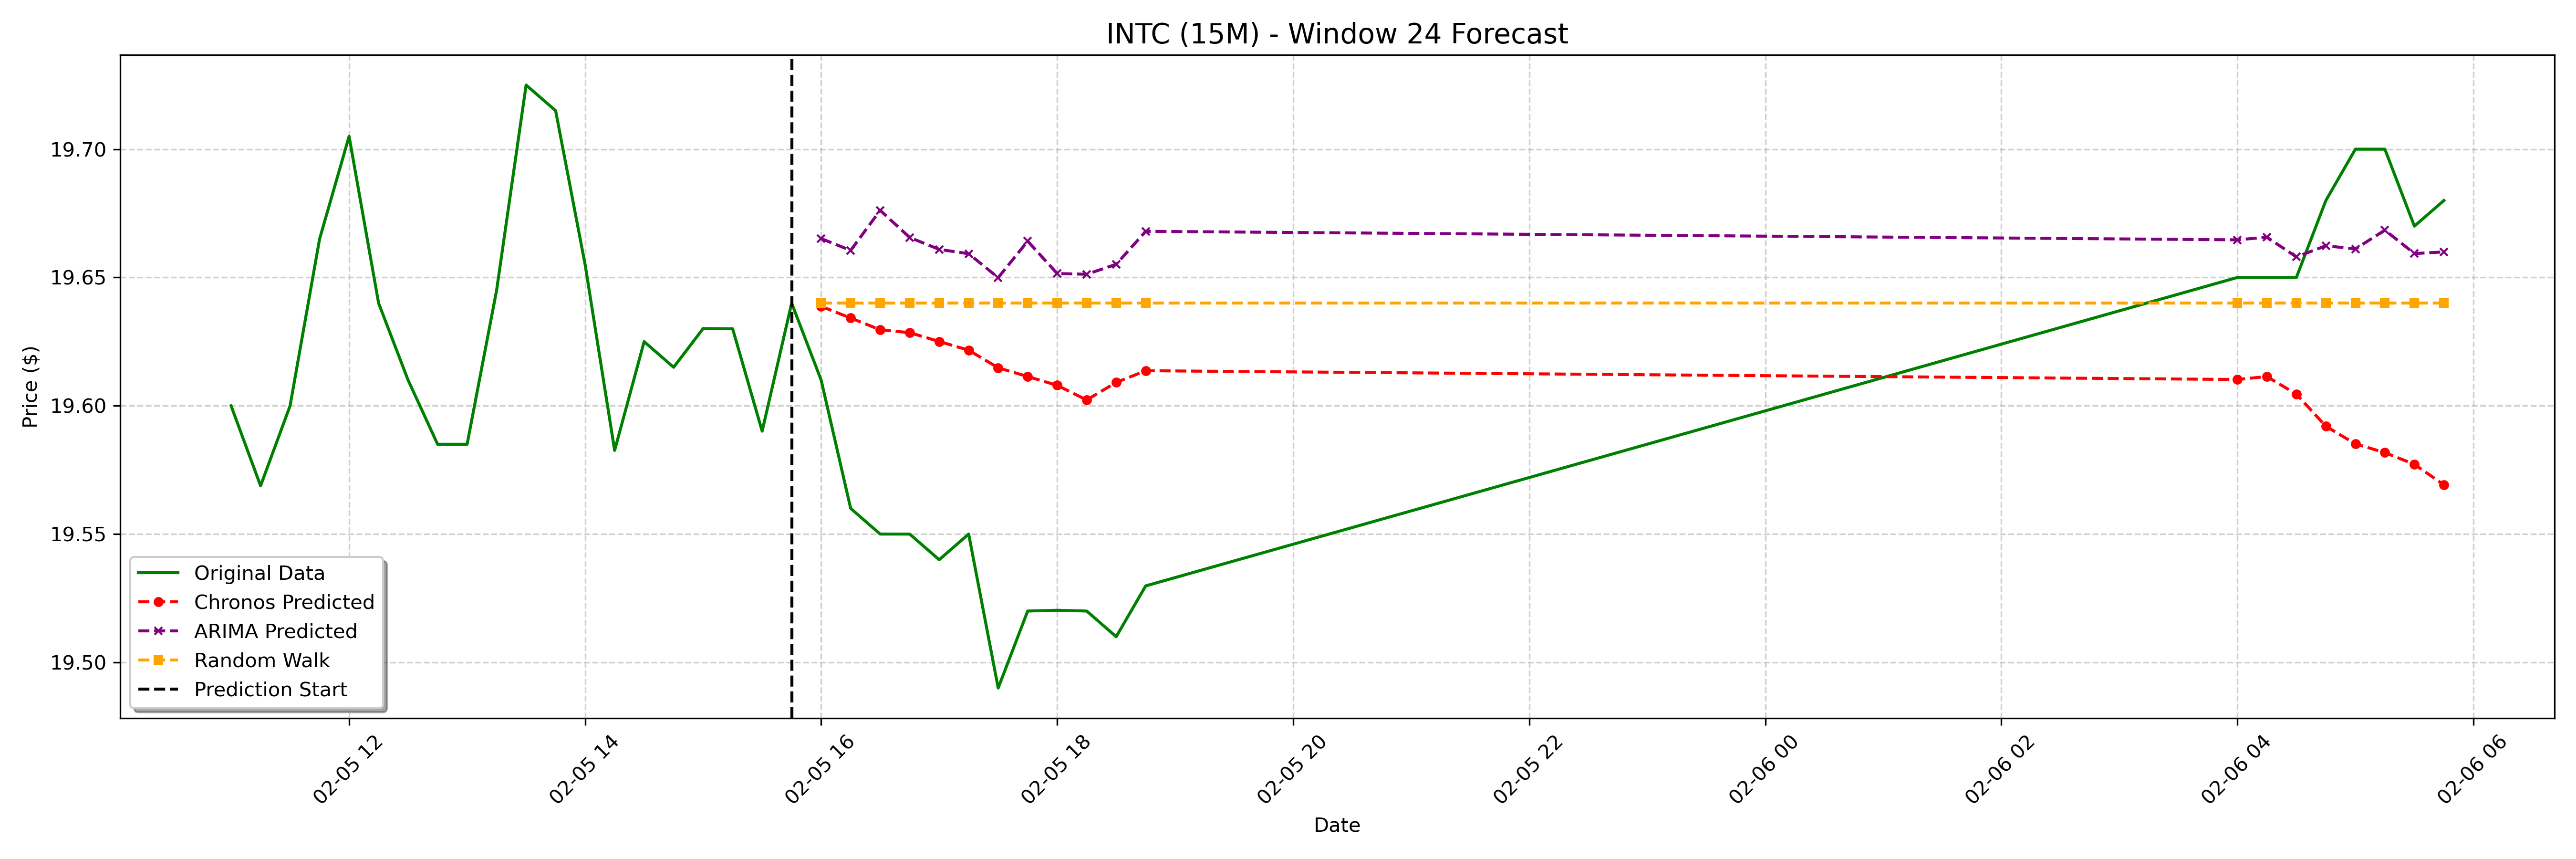 INTC (15M) - Window 24 Forecast
Price ($)
19.70
19.65
19.60
19.55
19.50
Original Data
Chronos Predicted
ARIMA Predicted
Random Walk
Prediction Start
02-05 12
02-05 14
02-05 16
02-05 18
02-05 20
02-05 22
02-06 00
02-06 02
02-06 04
02-06 06
Date